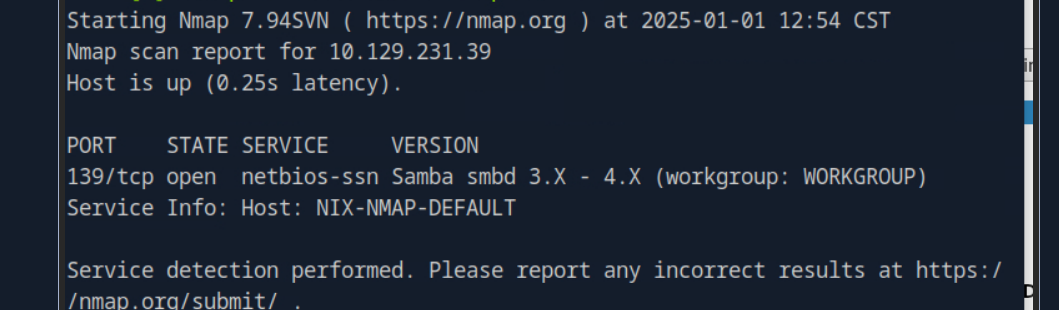 Starting Nmap 7.94SVN ( https://nmap.org ) at 2025-01-01 12:54 CST
Nmap scan report for 10.129.231.39
Host is up (0.25s latency).
PORT    STATE SERVICE     VERSION
139/tcp open  netbios-ssn Samba smbd 3.X - 4.X (workgroup: WORKGROUP)
Service Info: Host: NIX-NMAP-DEFAULT
Service detection performed. Please report any incorrect results at https:/
/nmap.org/submit/ .